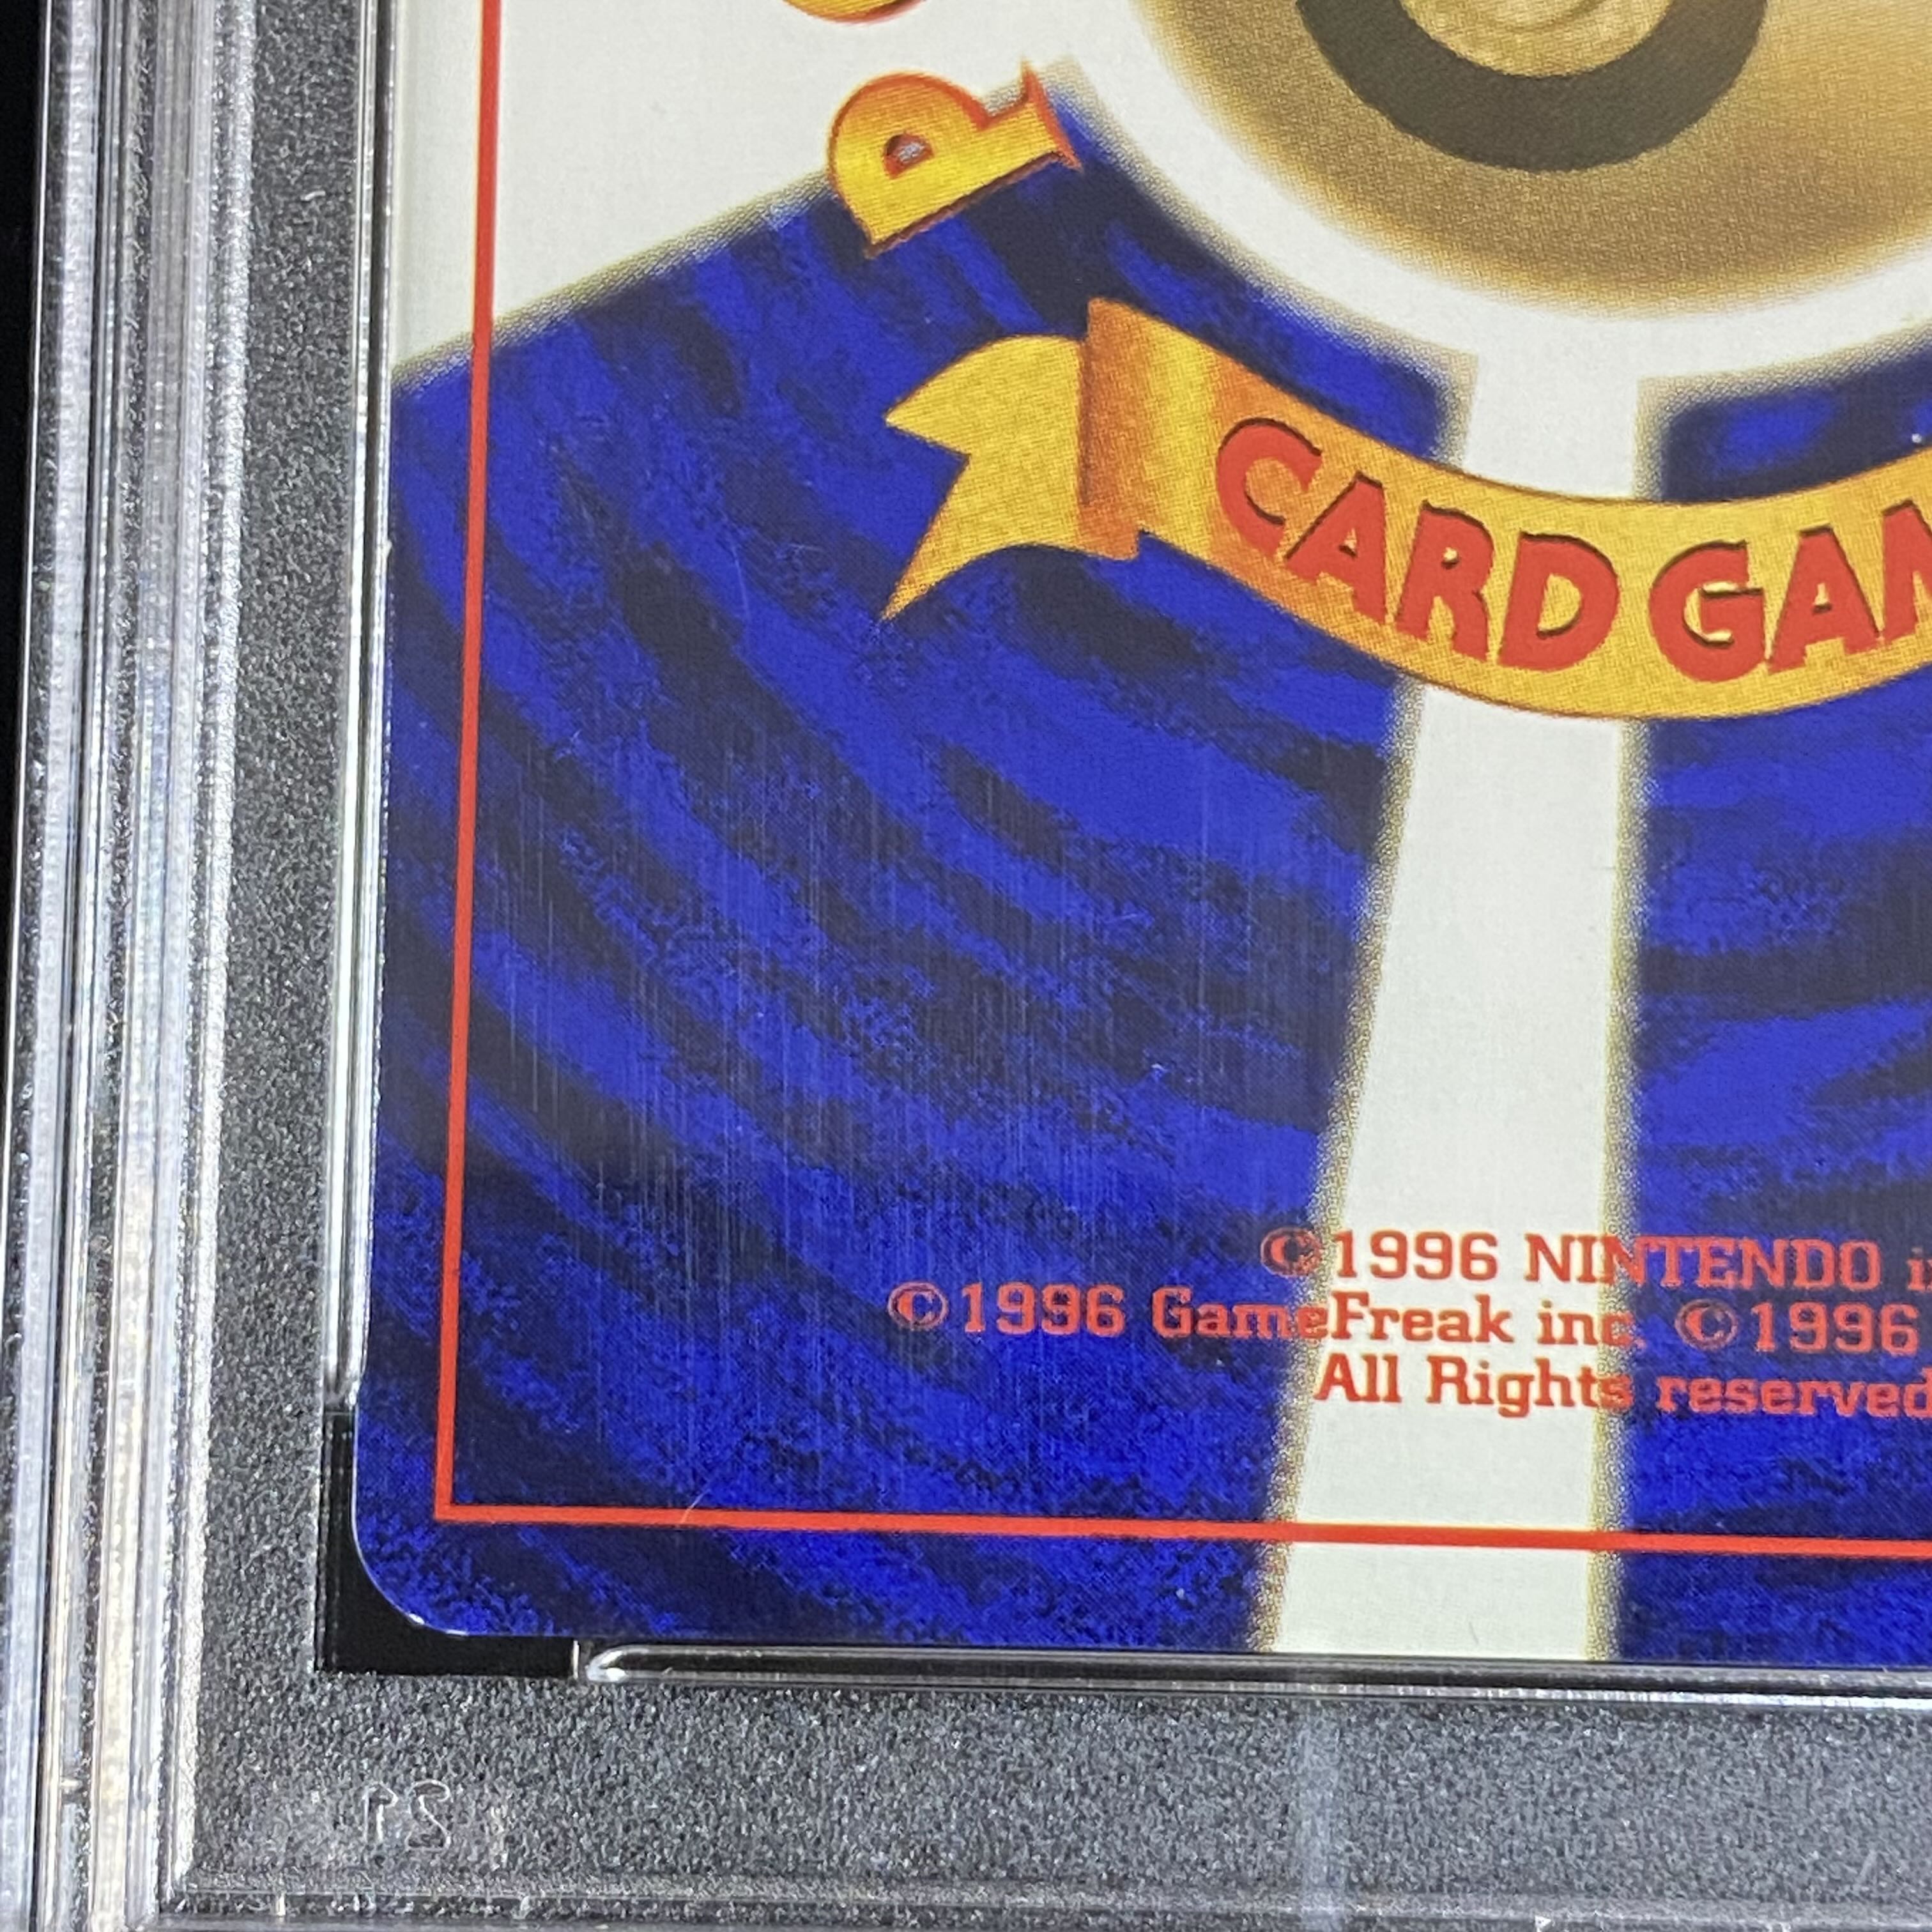 P
CARD GAM
©1996 NINTENDO
©1996 GameFreak inc. ©1996
All Rights reserved